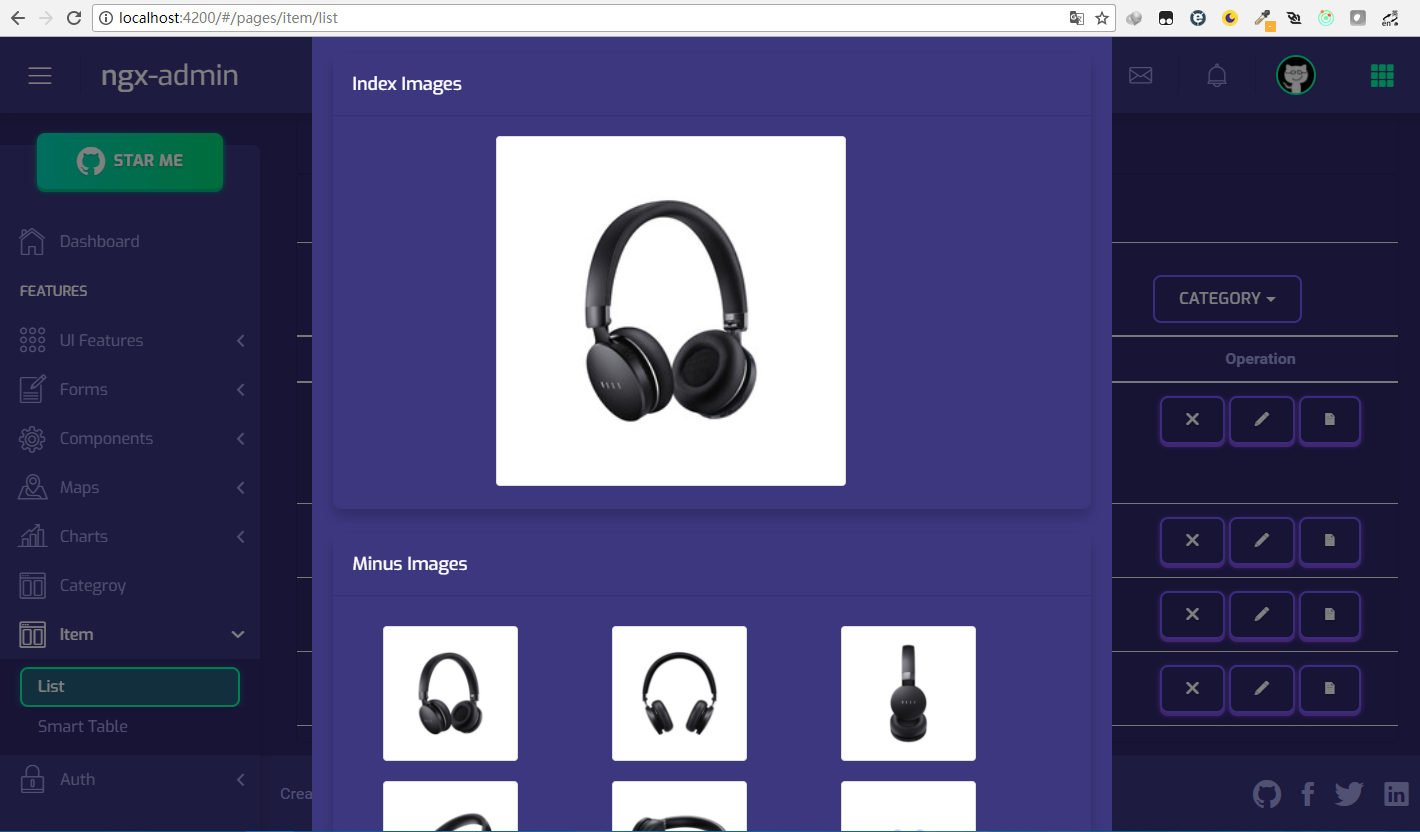 localhost:4200/#/pages/item/list
ngx-admin
STAR ME
Dashboard
FEATURES
UI Features
Forms
Components
Maps
Charts
Categroy
Item
List
Smart Table
Auth
Index Images
Minus Images
CATEGORY
Operation
Crea